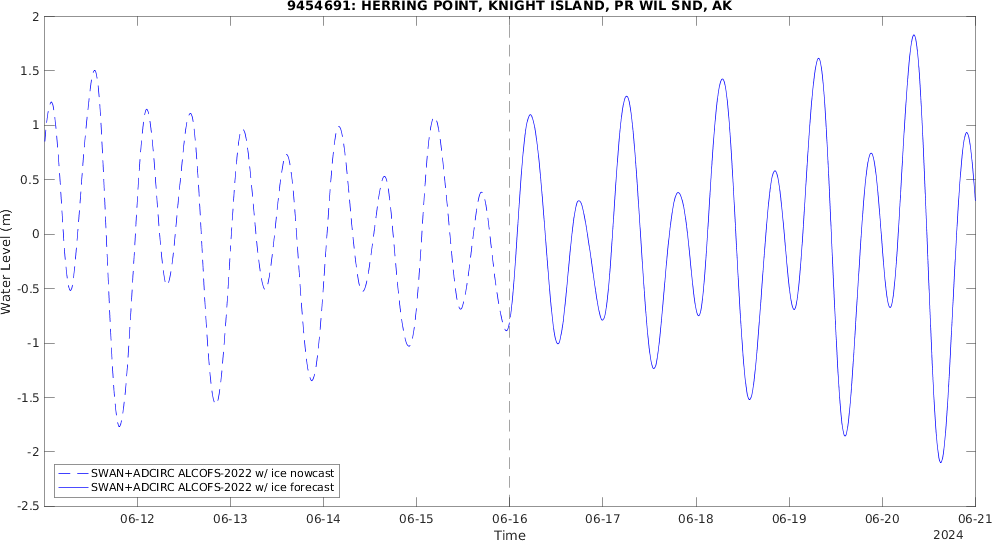 9454691: HERRING POINT, KNIGHT ISLAND, PR WIL SND, AK
2
1.5
1
0.5
0
-0.5
-1
-1.5
-2
-2.5
Water Level (m)
SWAN+ADCIRC ALCOFS-2022 w/ ice nowcast
SWAN+ADCIRC ALCOFS-2022 w/ ice forecast
06-12 06-13 06-14 06-15 06-16 06-17 06-18 06-19 06-20 06-21
Time
2024